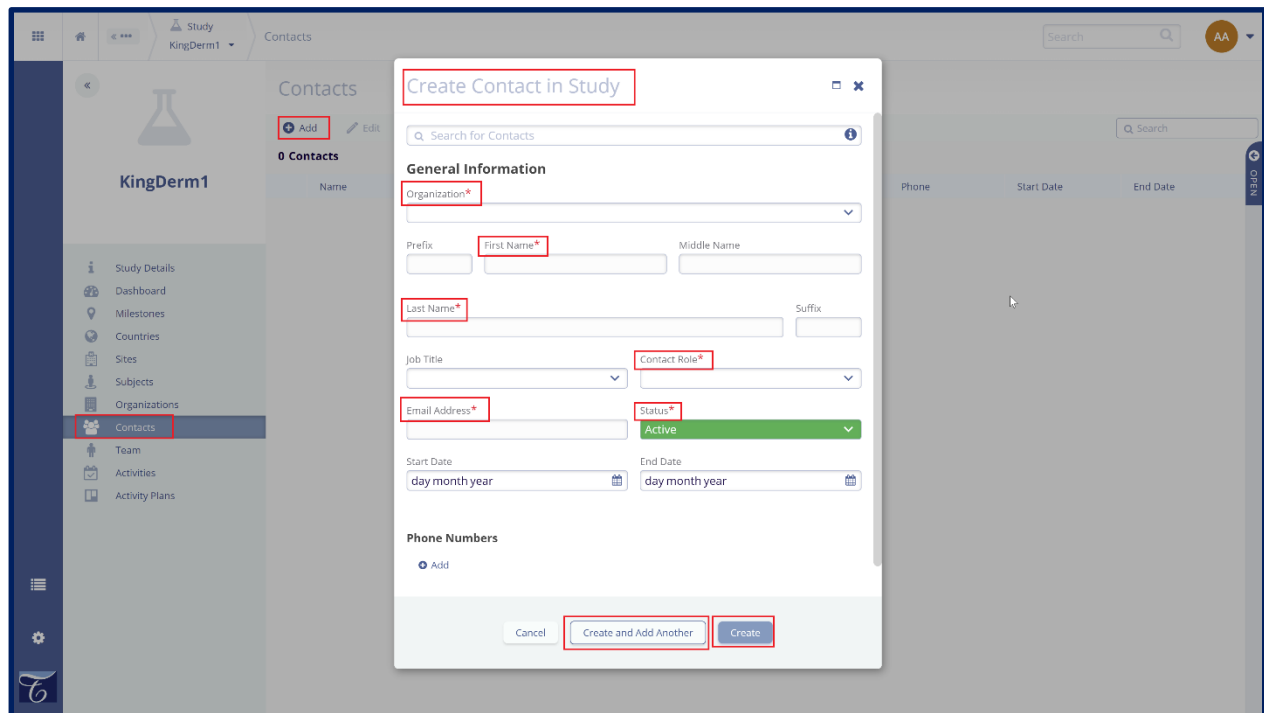 Study
KingDerm1
Contacts
Search
AA
KingDerm1
Study Details
Dashboard
Milestones
Countries
Sites
Subjects
Organizations
Contacts
Team
Activities
Activity Plans
Contacts
Add
Edit
Search
0 Contacts
Name
Phone
Start Date
End Date
OPEN
Create Contact in Study
Search for Contacts
General Information
Organization*
Prefix
First Name*
Middle Name
Last Name*
Suffix
Job Title
Contact Role*
Email Address*
Status*
Active
Start Date
End Date
day month year
day month year
Phone Numbers
Add
Cancel
Create and Add Another
Create